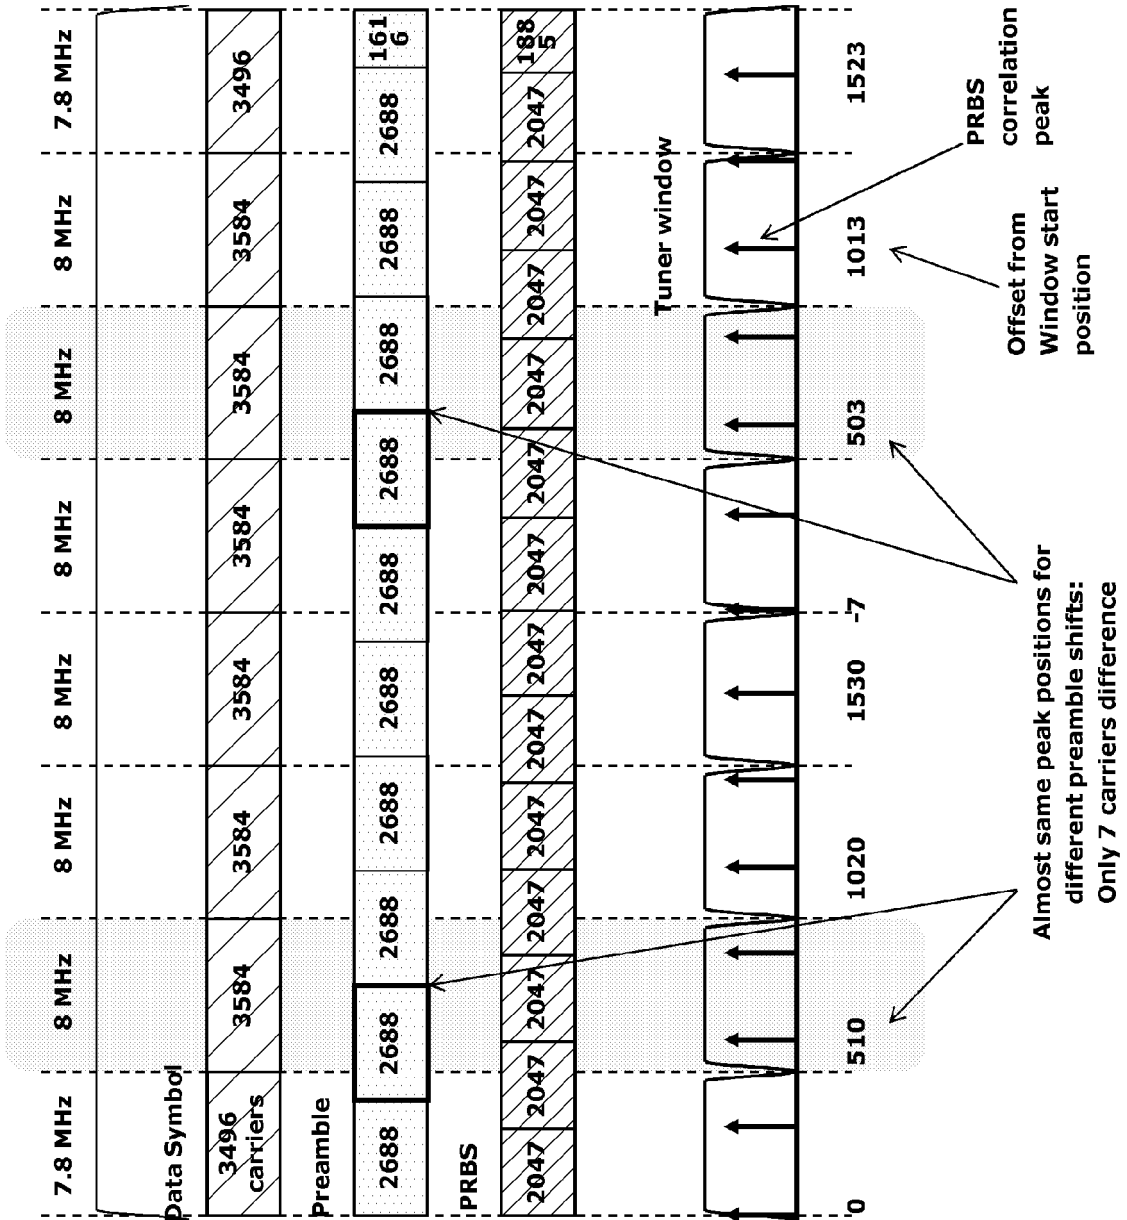 7.8 MHz 8 MHz 8 MHz 8 MHz 8 MHz 8 MHz 8 MHz 7.8 MHz
Data Symbol
3496
carriers
3584 3584 3584 3584 3584 3584 3496
Preamble
2688 2688 2688 2688 2688 2688 2688 2688 2688 2688 161
6
PRBS
2047 2047 2047 2047 2047 2047 2047 2047 2047 2047 2047 2047 2047 188
5
Tuner window
0 510 1020 1530 -7 503 1013 1523
PRBS
correlation
peak
Offset from
Window start
position
Almost same peak positions for
different preamble shifts:
Only 7 carriers difference